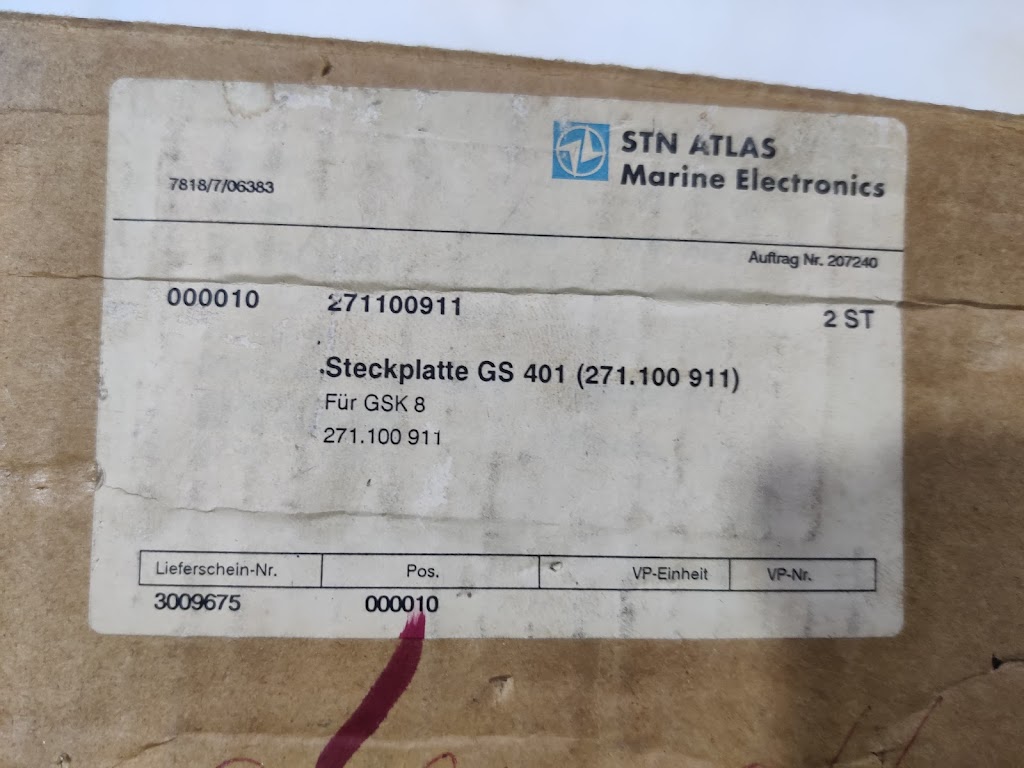 STN ATLAS
Marine Electronics
7818/7/06383
Auftrag Nr. 207240
000010 271100911 2 ST
Steckplatte GS 401 (271.100 911)
Für GSK 8
271.100 911
Lieferschein-Nr. Pos. VP-Einheit VP-Nr.
3009675 000010